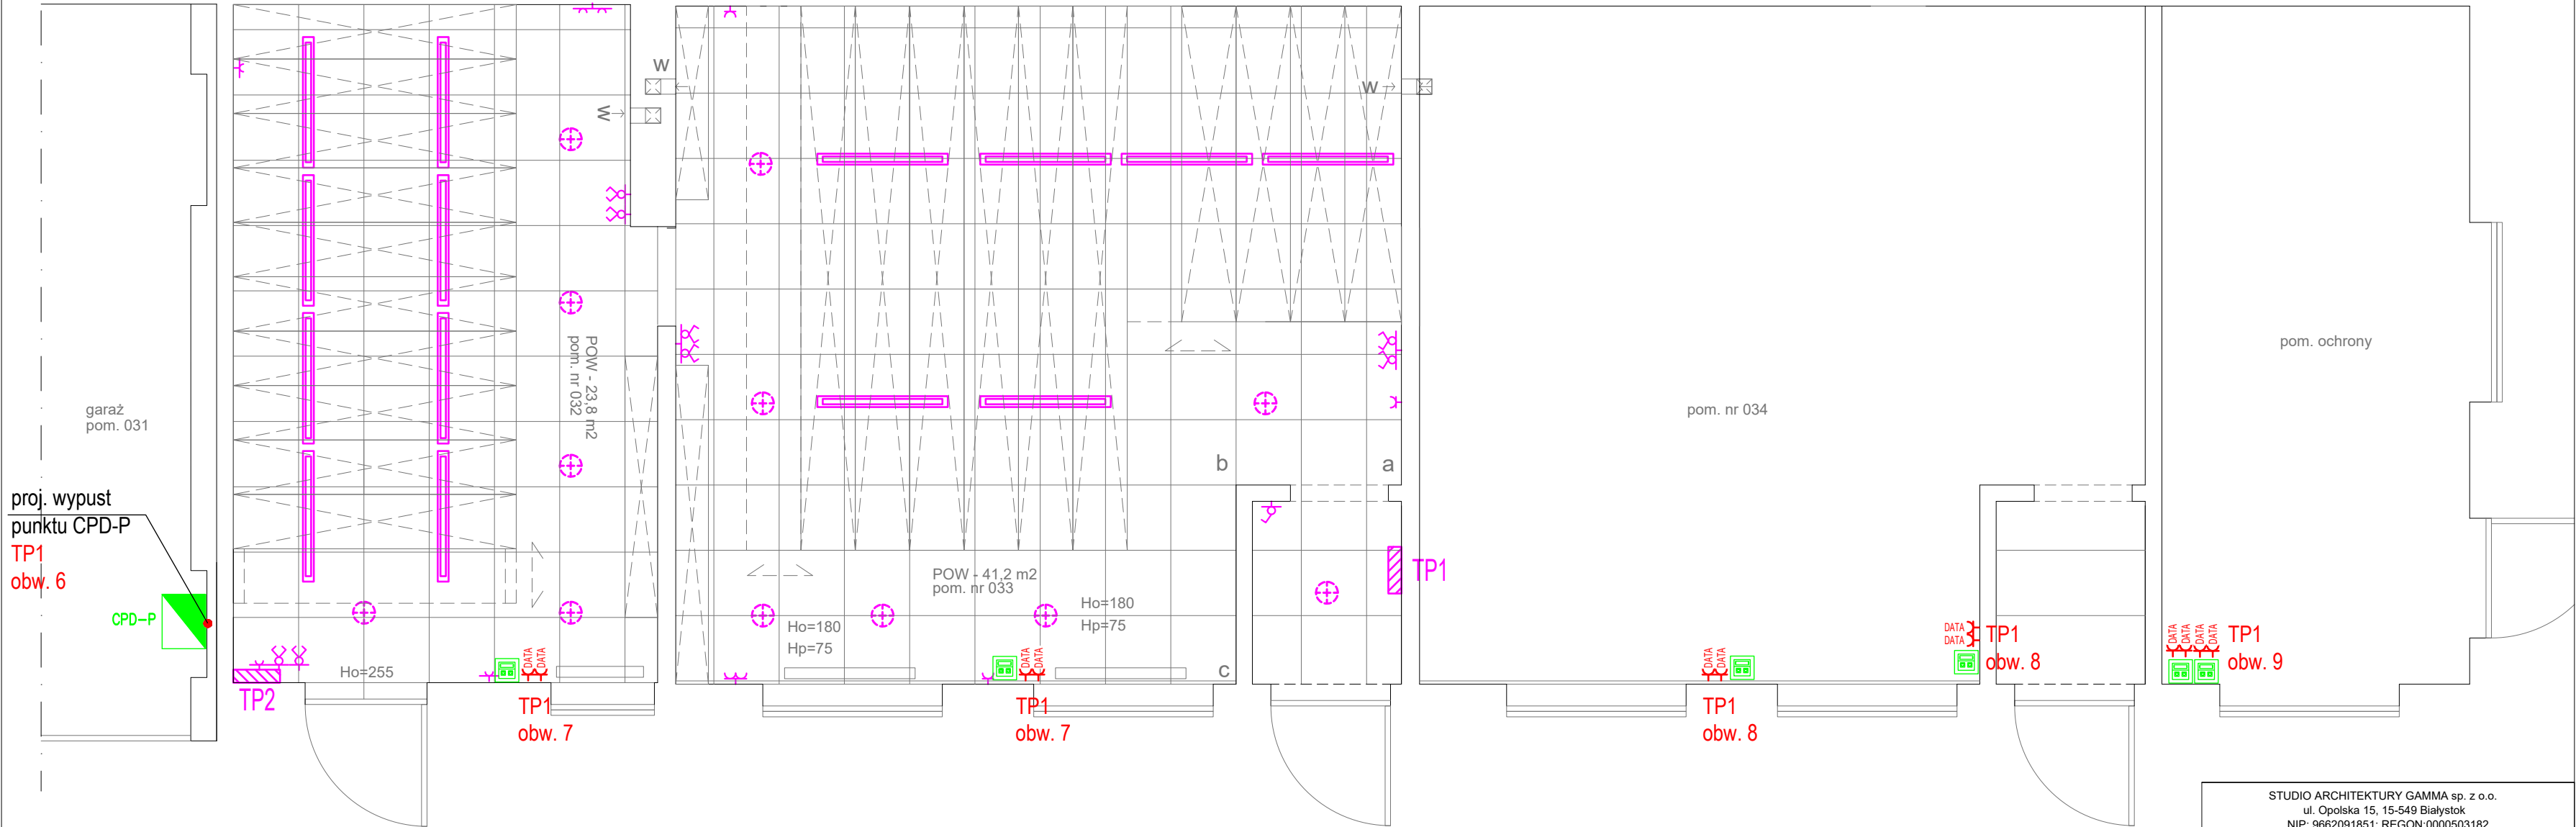 W
W
W
garaż
pom. 031
proj. wypust
punktu CPD-P
TP1
obw. 6
CPD-P
POW - 23,8 m2
pom. nr 032
TP2
Ho=255
DATA
DATA
TP1
obw. 7
b
a
POW - 41,2 m2
pom. nr 033
Ho=180
Hp=75
Ho=180
Hp=75
c
DATA
DATA
TP1
obw. 7
TP1
pom. nr 034
DATA
DATA
TP1
obw. 8
DATA
DATA
TP1
obw. 8
pom. ochrony
DATA
DATA
DATA
DATA
TP1
obw. 9
STUDIO ARCHITEKTURY GAMMA sp. z o.o.
ul. Opolska 15, 15-549 Białystok
NIP: 9662091851; REGON:0000503182